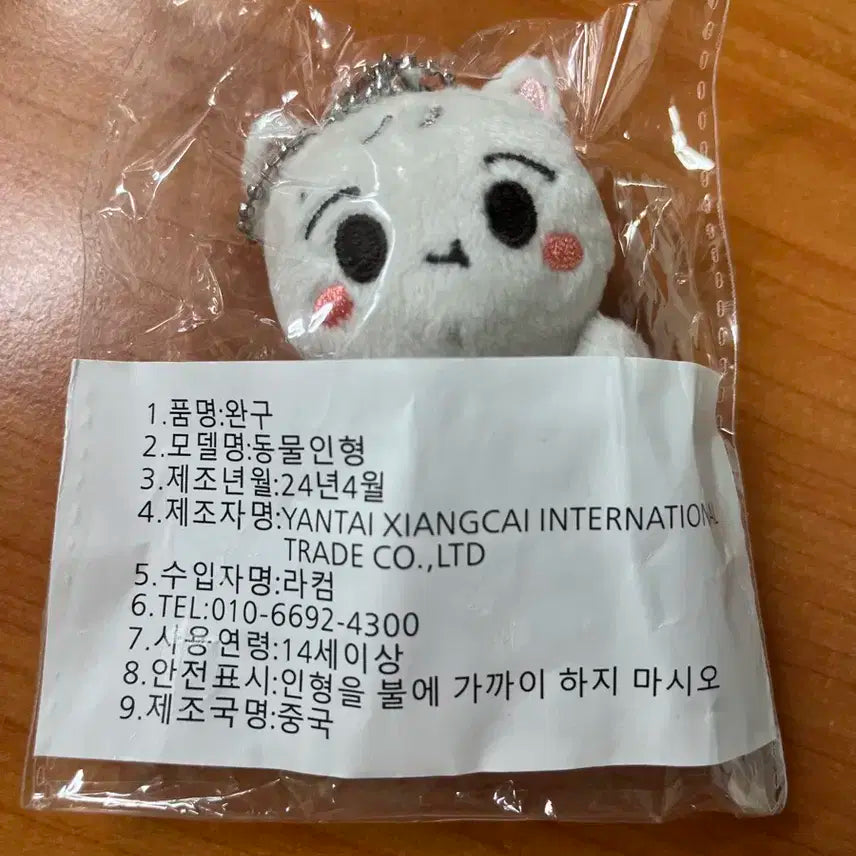 1.품명:완구
2.모델명:동물인형
3.제조년월:24년4월
4.제조자명:YANTAI XIANGCAI INTERNATIONAL
TRADE CO.,LTD
5.수입자명:라컴
6.TEL:010-6692-4300
7.사용연령:14세이상
8.안전표시:인형을 불에 가까이 하지 마시오
9.제조국명:중국